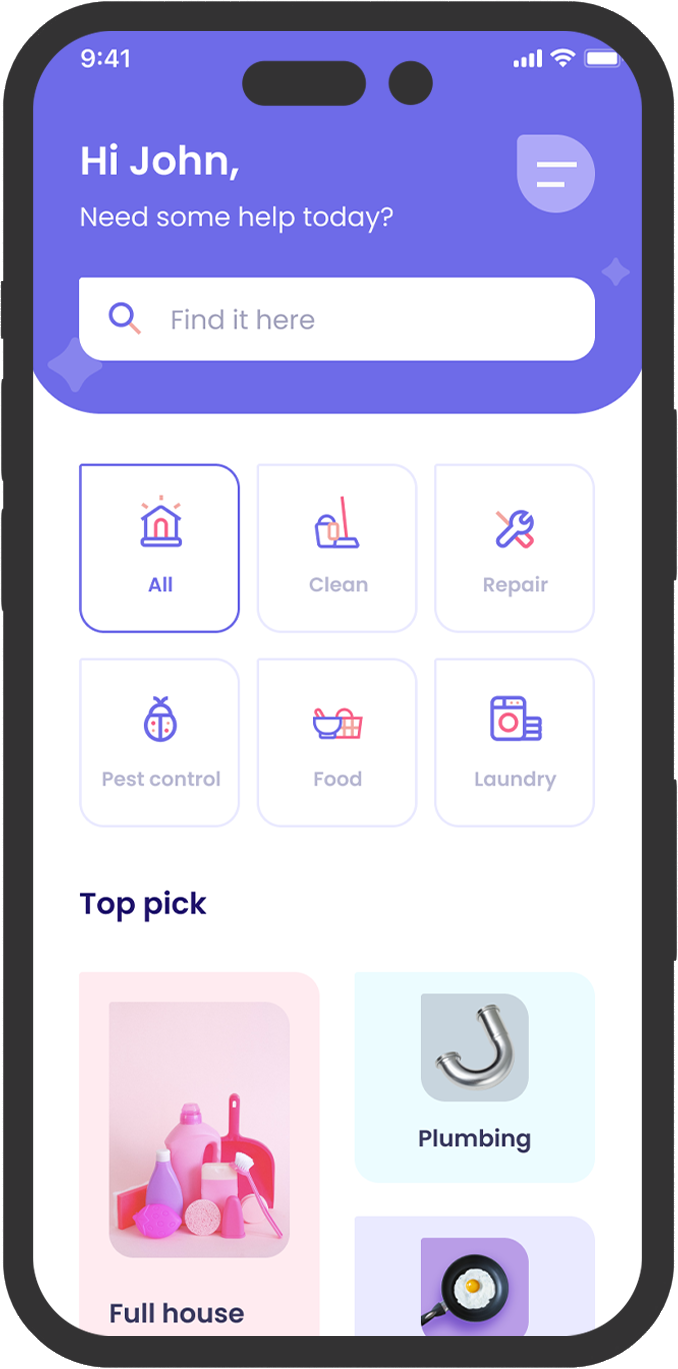 9:41
Hi John,
Need some help today?
Find it here
All
Clean
Repair
Pest control
Food
Laundry
Top pick
Plumbing
Full house